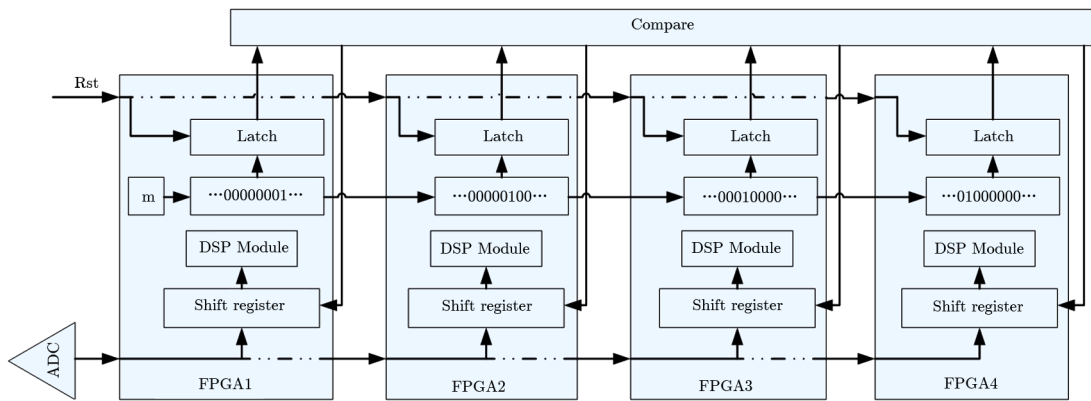 Compare
Rst
Latch Latch Latch Latch
m ···00000001··· ···00000100··· ···00010000··· ···01000000···
DSP Module DSP Module DSP Module DSP Module
Shift register Shift register Shift register Shift register
ADC
FPGA1 FPGA2 FPGA3 FPGA4